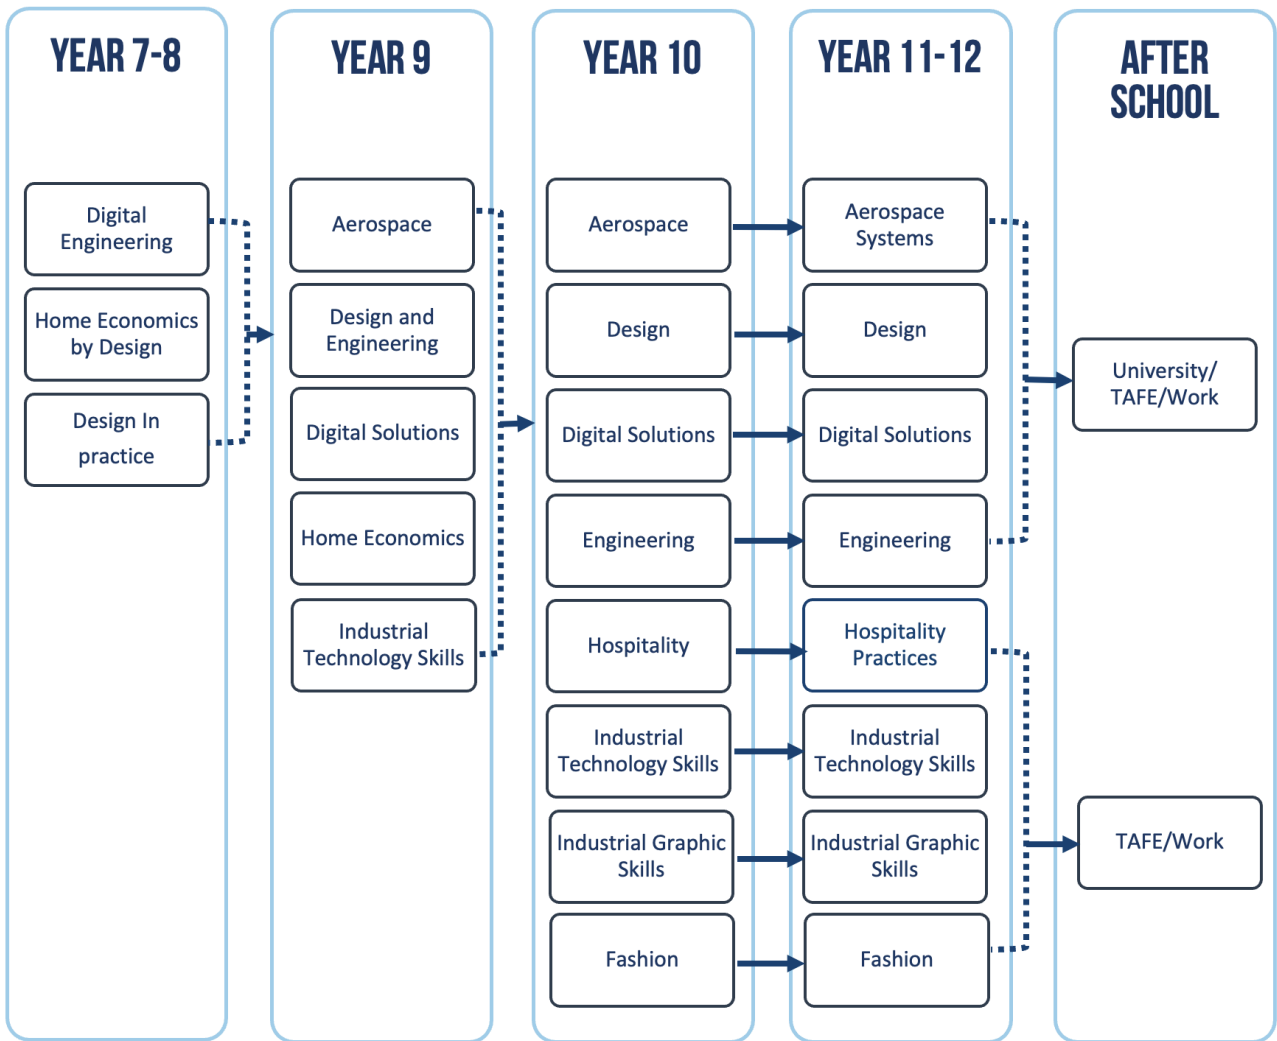 YEAR 7-8
Digital
Engineering
Home Economics
by Design
Design In
practice
YEAR 9
Aerospace
Design and
Engineering
Digital Solutions
Home Economics
Industrial
Technology Skills
YEAR 10
Aerospace
Design
Digital Solutions
Engineering
Hospitality
Industrial
Technology Skills
Industrial Graphic
Skills
Fashion
YEAR 11-12
Aerospace
Systems
Design
Digital Solutions
Engineering
Hospitality
Practices
Industrial
Technology Skills
Industrial Graphic
Skills
Fashion
AFTER
SCHOOL
University/
TAFE/Work
TAFE/Work